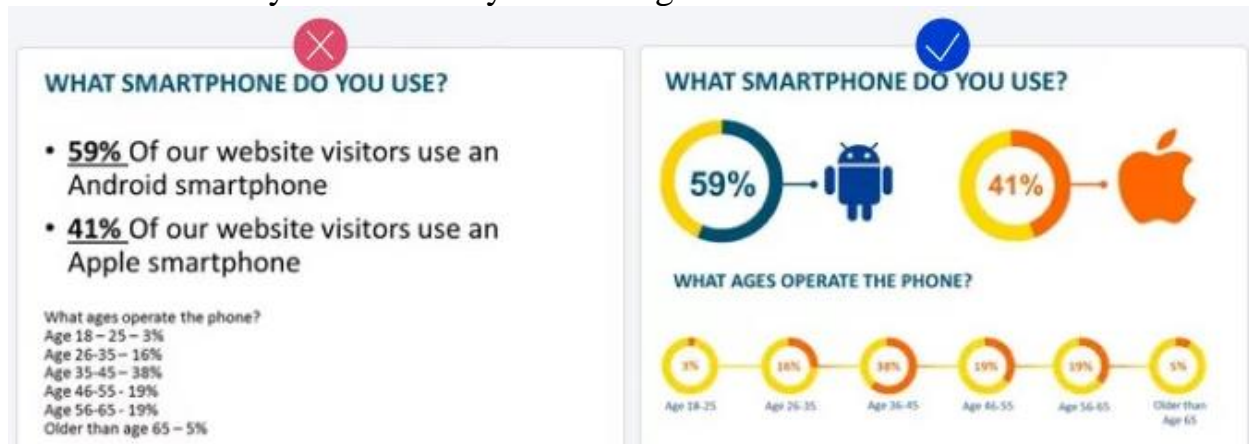 WHAT SMARTPHONE DO YOU USE?
• 59% Of our website visitors use an
Android smartphone
• 41% Of our website visitors use an
Apple smartphone
What ages operate the phone?
Age 18 – 25 – 3%
Age 26-35 – 16%
Age 35-45 – 38%
Age 46-55 - 19%
Age 56-65 - 19%
Older than age 65 – 5%
WHAT SMARTPHONE DO YOU USE?
59%
41%
WHAT AGES OPERATE THE PHONE?
3% 16% 38% 19% 19% 5%
Age 18-25 Age 26-35 Age 36-45 Age 46-55 Age 56-65 Older than
Age 65